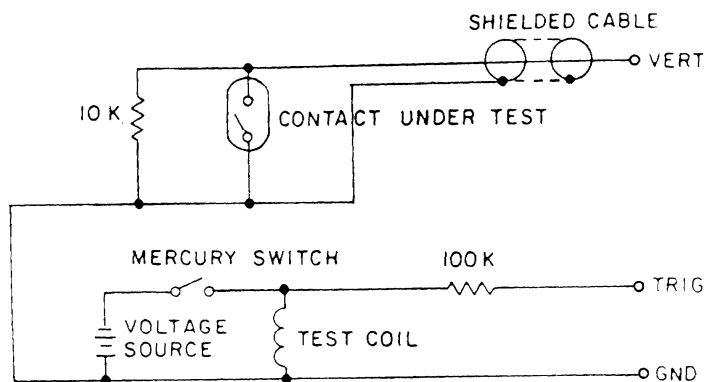 SHIELDED CABLE
VERT
10 K
CONTACT UNDER TEST
MERCURY SWITCH
100 K
TRIG
VOLTAGE
SOURCE
TEST COIL
GND